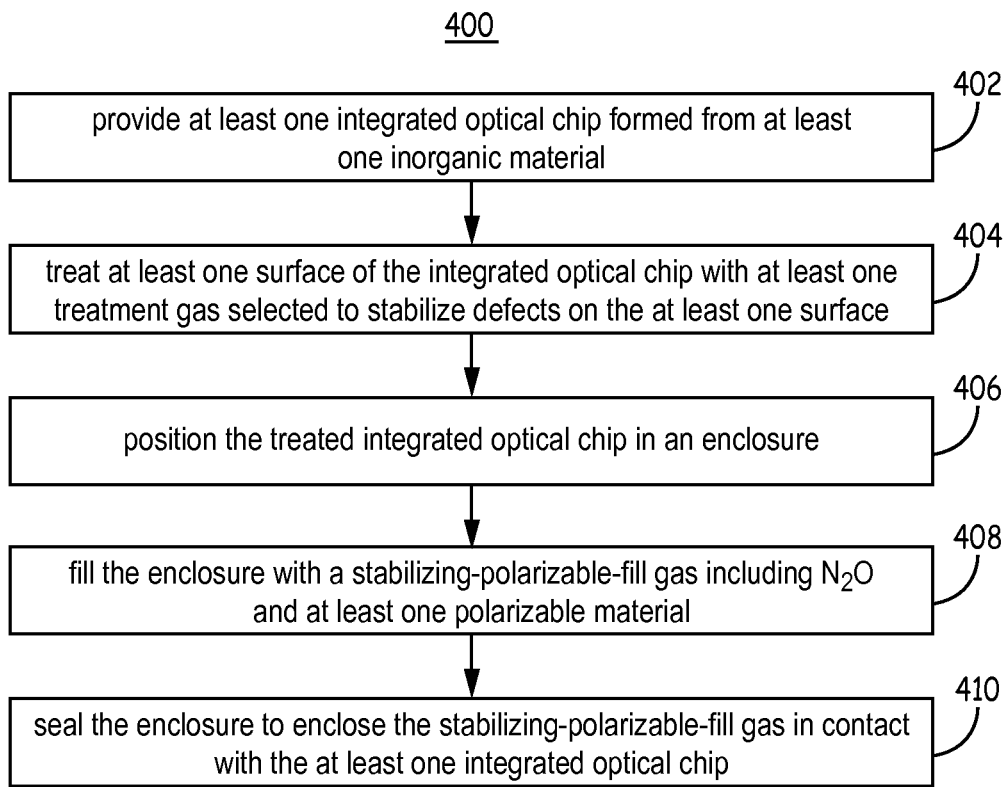 400
402
provide at least one integrated optical chip formed from at least
one inorganic material
404
treat at least one surface of the integrated optical chip with at least one
treatment gas selected to stabilize defects on the at least one surface
406
position the treated integrated optical chip in an enclosure
408
fill the enclosure with a stabilizing-polarizable-fill gas including N₂O
and at least one polarizable material
410
seal the enclosure to enclose the stabilizing-polarizable-fill gas in contact
with the at least one integrated optical chip